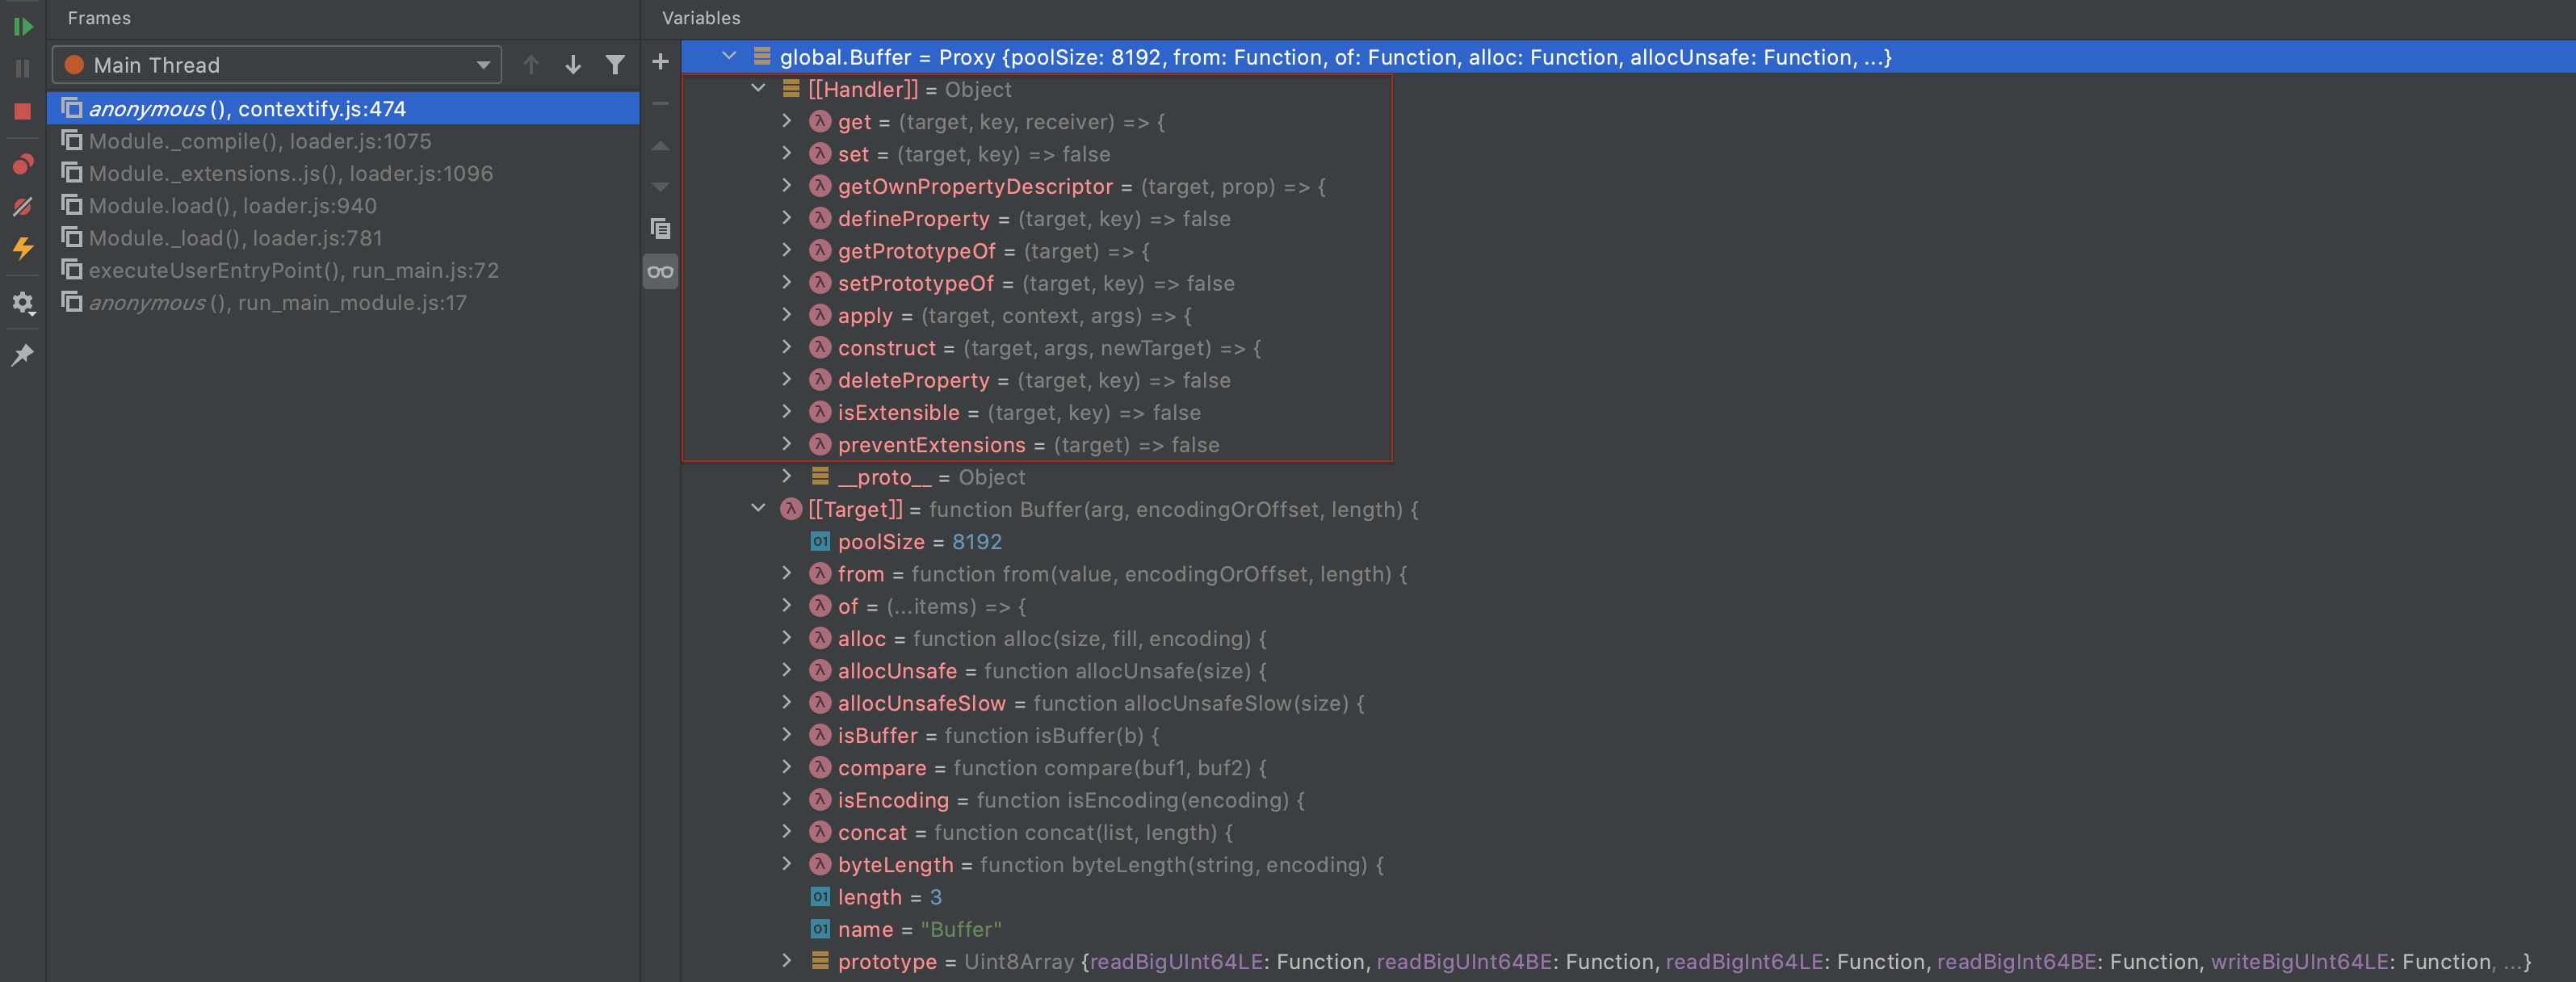 Frames
Main Thread
anonymous(), contextify.js:474
Module._compile(), loader.js:1075
Module._extensions..js(), loader.js:1096
Module.load(), loader.js:940
Module._load(), loader.js:781
executeUserEntryPoint(), run_main.js:72
anonymous(), run_main_module.js:17
Variables
global.Buffer = Proxy {poolSize: 8192, from: Function, of: Function, alloc: Function, allocUnsafe: Function, ...}
[[Handler]] = Object
get = (target, key, receiver) => {
set = (target, key) => false
getOwnPropertyDescriptor = (target, prop) => {
defineProperty = (target, key) => false
getPrototypeOf = (target) => {
setPrototypeOf = (target, key) => false
apply = (target, context, args) => {
construct = (target, args, newTarget) => {
deleteProperty = (target, key) => false
isExtensible = (target, key) => false
preventExtensions = (target) => false
__proto__ = Object
[[Target]] = function Buffer(arg, encodingOrOffset, length) {
poolSize = 8192
from = function from(value, encodingOrOffset, length) {
of = (...items) => {
alloc = function alloc(size, fill, encoding) {
allocUnsafe = function allocUnsafe(size) {
allocUnsafeSlow = function allocUnsafeSlow(size) {
isBuffer = function isBuffer(b) {
compare = function compare(buf1, buf2) {
isEncoding = function isEncoding(encoding) {
concat = function concat(list, length) {
byteLength = function byteLength(string, encoding) {
length = 3
name = "Buffer"
prototype = Uint8Array {readBigUInt64LE: Function, readBigUInt64BE: Function, readBigInt64LE: Function, readBigInt64BE: Function, writeBigUInt64LE: Function, ...}